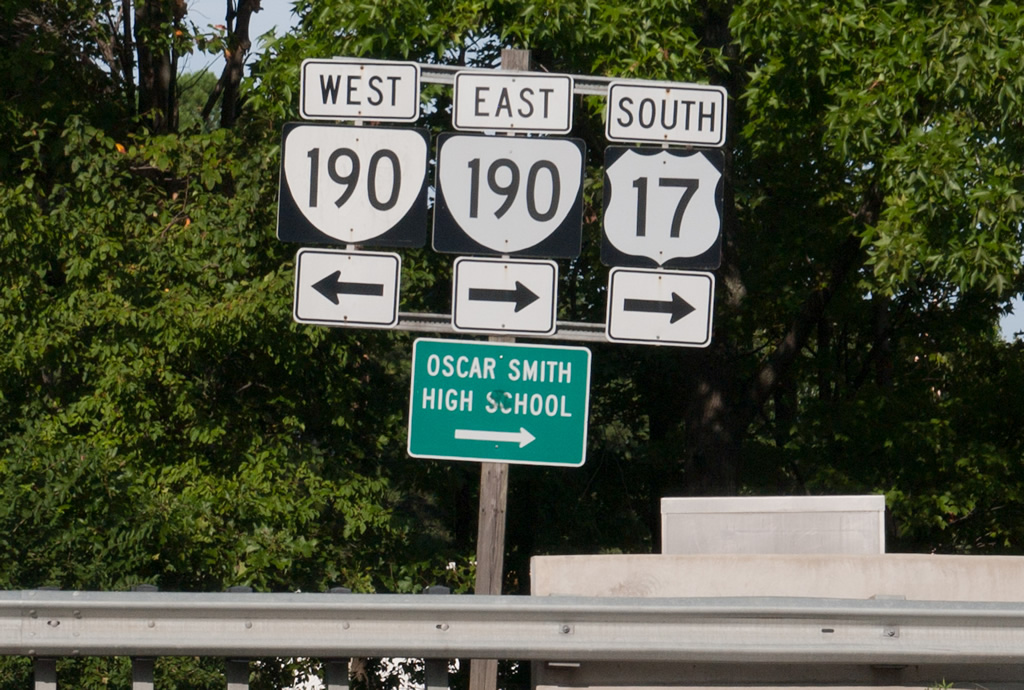 WEST
190
EAST
190
SOUTH
17
OSCAR SMITH
HIGH SCHOOL